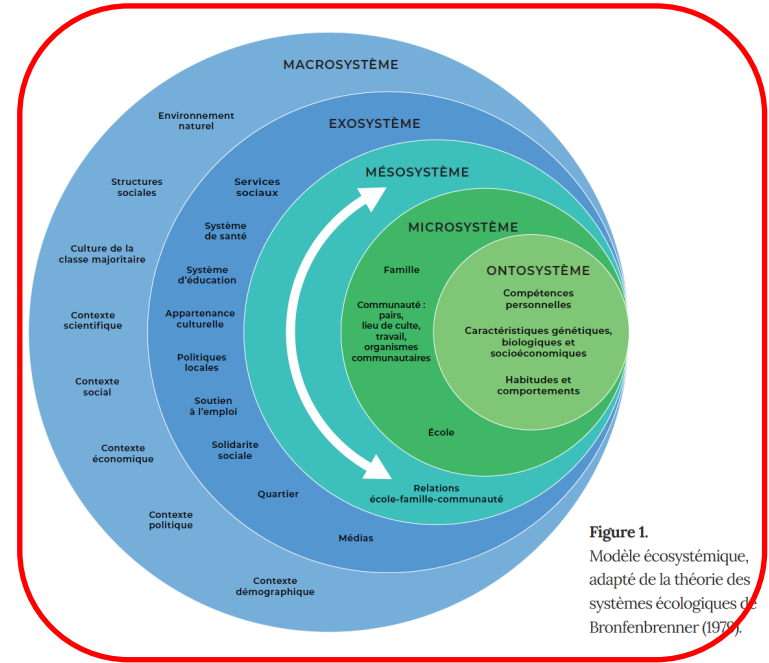 MACROSYSTÈME
Environnement
naturel
Structures
sociales
Culture de la
classe majoritaire
Contexte
scientifique
Contexte
social
Contexte
économique
Contexte
politique
Contexte
démographique
EXOSYSTÈME
Services
sociaux
Système
de santé
Système
d'éducation
Appartenance
culturelle
Politiques
locales
Soutien
à l'emploi
Solidarite
sociale
Quartier
Médias
MÉSOSYSTÈME
Relations
école-famille-communauté
MICROSYSTÈME
Famille
Communauté :
pairs,
lieu de culte,
travail,
organismes
communautaires
École
ONTOSYSTÈME
Compétences
personnelles
Caractéristiques génétiques,
biologiques et
socioéconomiques
Habitudes et
comportements
Figure 1.
Modèle écosystémique,
adapté de la théorie des
systèmes écologiques de
Bronfenbrenner (1979).